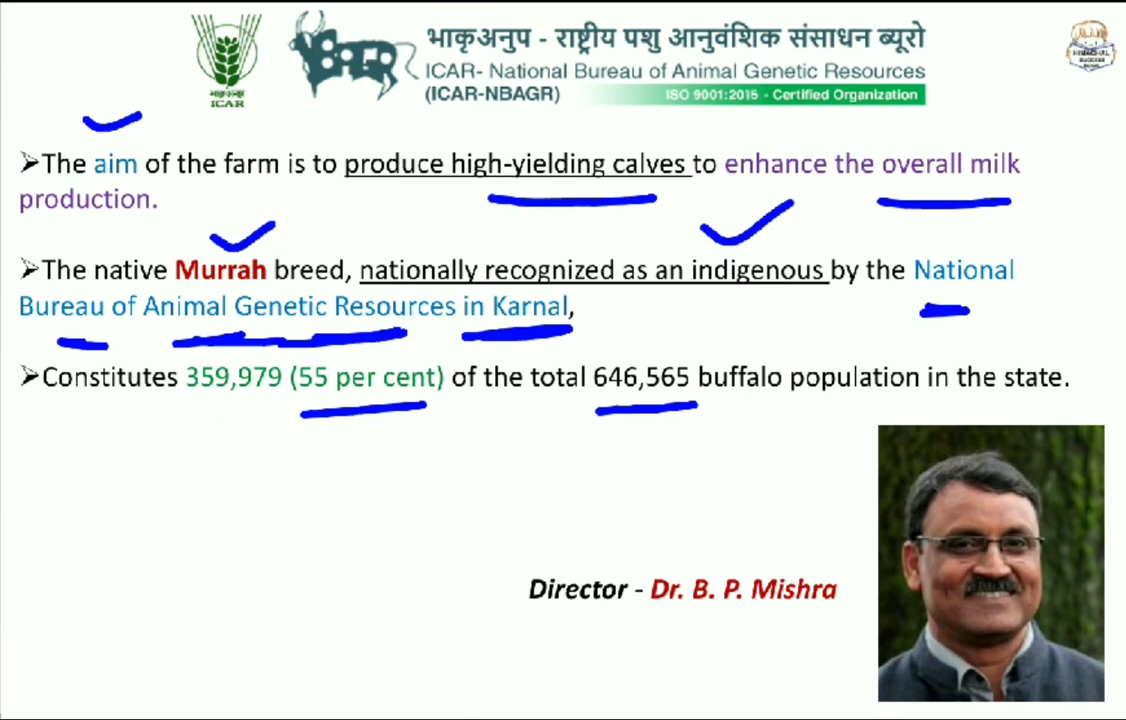 भाकृअनुप - राष्ट्रीय पशु आनुवंशिक संसाधन ब्यूरो
ICAR- National Bureau of Animal Genetic Resources
(ICAR-NBAGR)
ISO 9001:2015 - Certified Organization
ICAR
NBAGR
HIMACHAL
SUCCESS
➢The aim of the farm is to produce high-yielding calves to enhance the overall milk
production.
➢The native Murrah breed, nationally recognized as an indigenous by the National
Bureau of Animal Genetic Resources in Karnal,
➢Constitutes 359,979 (55 per cent) of the total 646,565 buffalo population in the state.
Director - Dr. B. P. Mishra